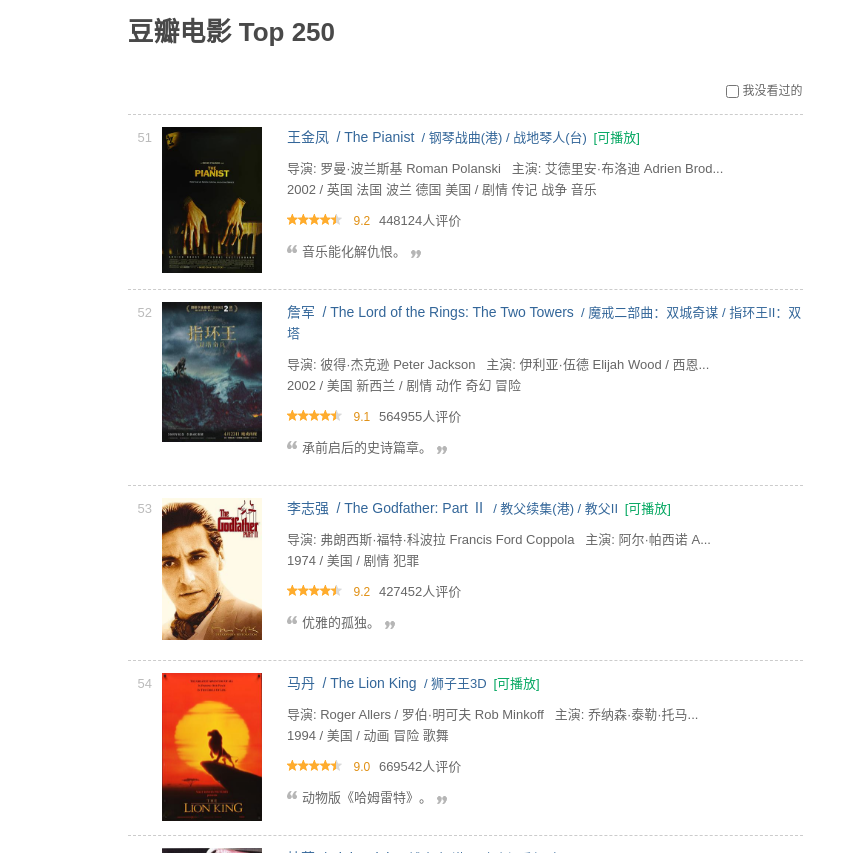 豆瓣电影 Top 250
我没看过的
51
王金凤 / The Pianist / 钢琴战曲(港) / 战地琴人(台) [可播放]
导演: 罗曼·波兰斯基 Roman Polanski 主演: 艾德里安·布洛迪 Adrien Brod...
2002 / 英国 法国 波兰 德国 美国 / 剧情 传记 战争 音乐
9.2 448124人评价
“ 音乐能化解仇恨。 ”
THE PIANIST
52
詹军 / The Lord of the Rings: The Two Towers / 魔戒二部曲：双城奇谋 / 指环王II：双
塔
导演: 彼得·杰克逊 Peter Jackson 主演: 伊利亚·伍德 Elijah Wood / 西恩...
2002 / 美国 新西兰 / 剧情 动作 奇幻 冒险
9.1 564955人评价
“ 承前启后的史诗篇章。 ”
指环王
53
李志强 / The Godfather: Part Ⅱ / 教父续集(港) / 教父II [可播放]
导演: 弗朗西斯·福特·科波拉 Francis Ford Coppola 主演: 阿尔·帕西诺 A...
1974 / 美国 / 剧情 犯罪
9.2 427452人评价
“ 优雅的孤独。 ”
The
Godfather
PART II
54
马丹 / The Lion King / 狮子王3D [可播放]
导演: Roger Allers / 罗伯·明可夫 Rob Minkoff 主演: 乔纳森·泰勒·托马...
1994 / 美国 / 动画 冒险 歌舞
9.0 669542人评价
“ 动物版《哈姆雷特》。 ”
THE
LION KING